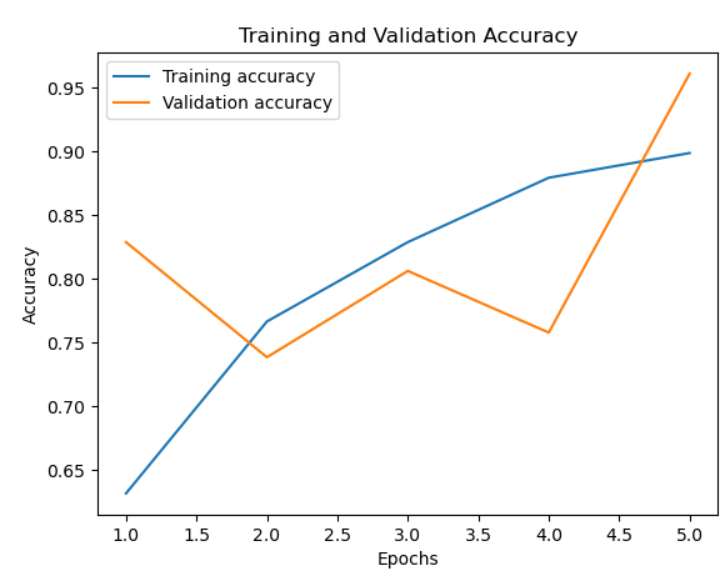 Training and Validation Accuracy
Training accuracy
Validation accuracy
Accuracy
0.95
0.90
0.85
0.80
0.75
0.70
0.65
1.0 1.5 2.0 2.5 3.0 3.5 4.0 4.5 5.0
Epochs